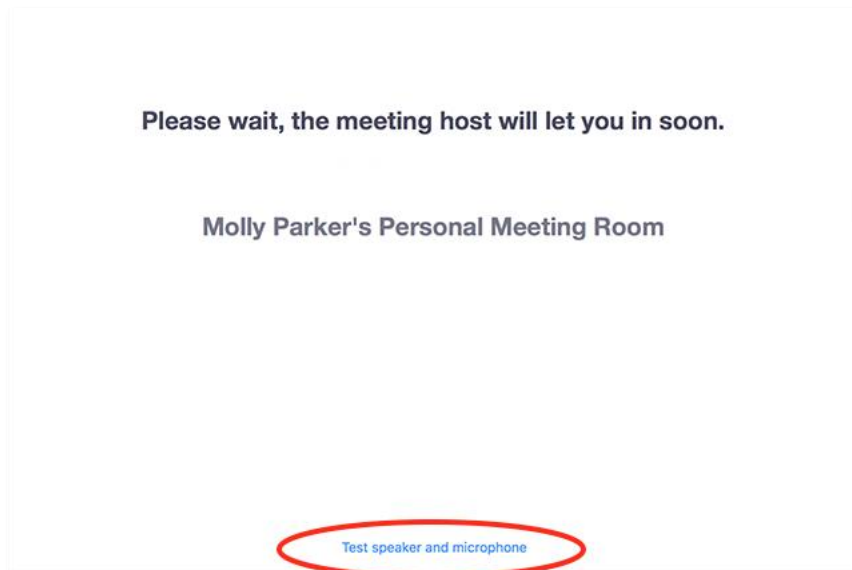 Please wait, the meeting host will let you in soon.
Molly Parker's Personal Meeting Room
Test speaker and microphone